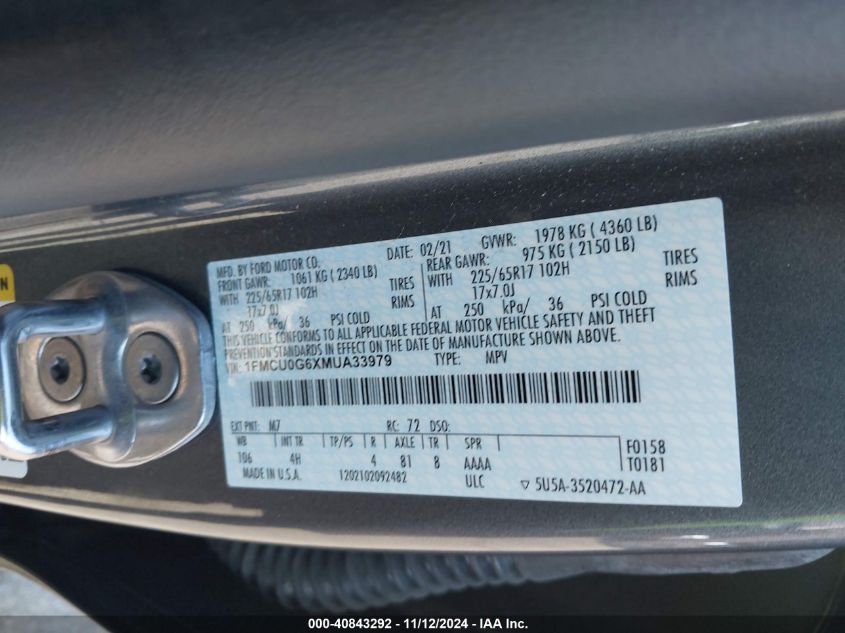 MFD. BY FORD MOTOR CO. DATE: 02/21 GVWR: 1978 KG ( 4360 LB)
FRONT GAWR: 1061 KG ( 2340 LB) REAR GAWR: 975 KG ( 2150 LB)
WITH 225/65R17 102H TIRES WITH 225/65R17 102H TIRES
17x7.0J RIMS 17x7.0J RIMS
AT 250 kPa/ 36 PSI COLD AT 250 kPa/ 36 PSI COLD
THIS VEHICLE CONFORMS TO ALL APPLICABLE FEDERAL MOTOR VEHICLE SAFETY AND THEFT
PREVENTION STANDARDS IN EFFECT ON THE DATE OF MANUFACTURE SHOWN ABOVE.
VIN: 1FMCU0G6XMUA33979 TYPE: MPV
EXT PNT: M7 RC: 72 DSO:
WB INT TR TP/PS R AXLE TR SPR F0158
106 4H 4 81 8 AAAA T0181
MADE IN U.S.A. 1202102092482 ULC ▽ 5U5A-3520472-AA
000-40843292 - 11/12/2024 - IAA Inc.